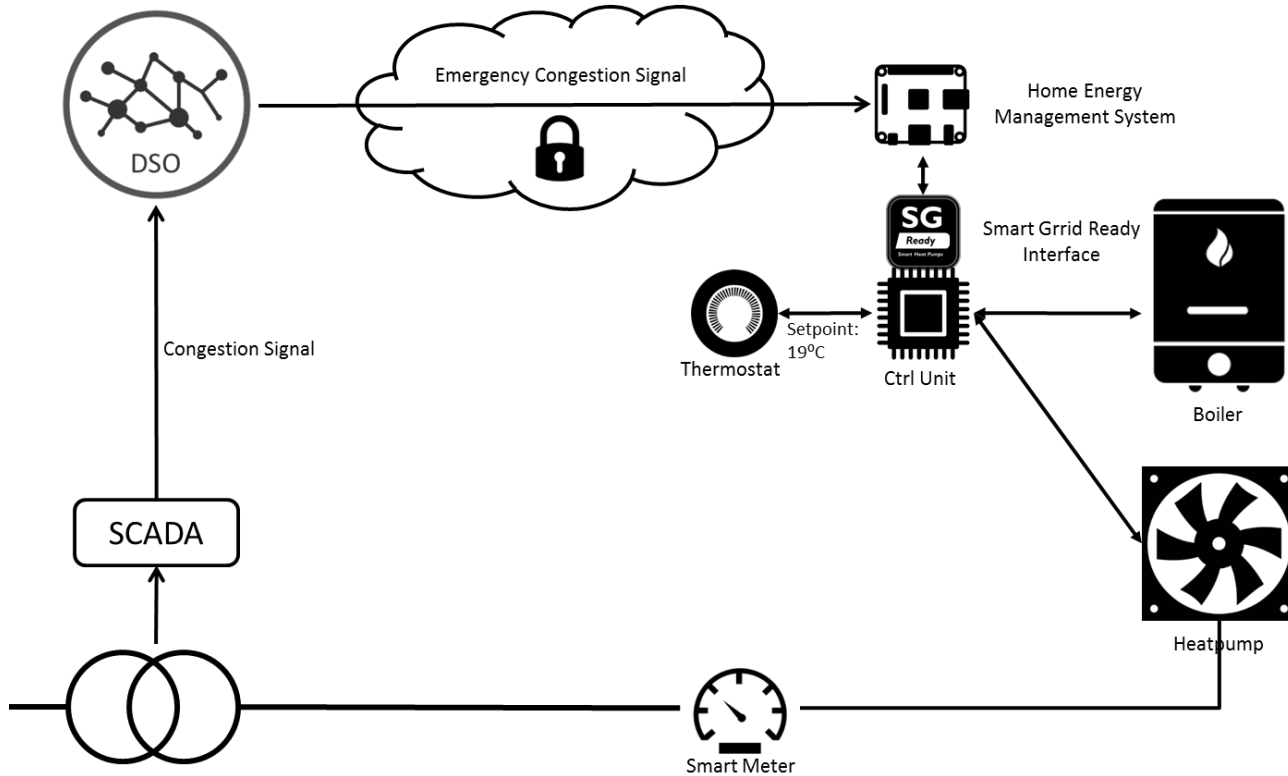 Emergency Congestion Signal
DSO
Home Energy
Management System
SG
Ready
Smart Heat Pumps
Smart Grrid Ready
Interface
Setpoint:
19⁰C
Thermostat
Ctrl Unit
Boiler
Congestion Signal
SCADA
Heatpump
Smart Meter